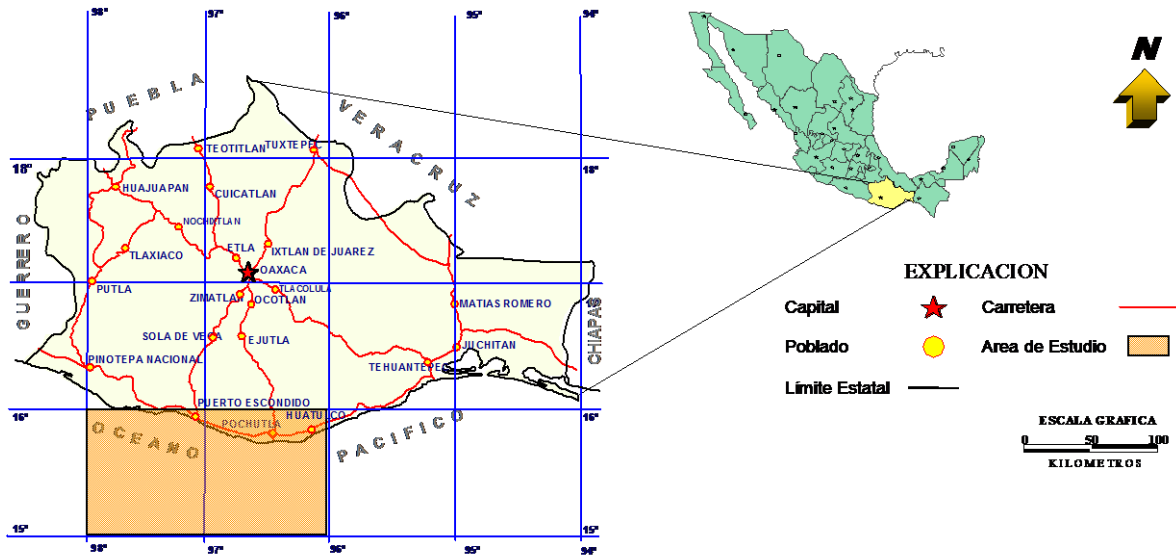 98°
97°
96°
95°
94°
PUEBLA
VERACRUZ
N
TEOTITLAN
TUXTEPEC
18°
18°
HUAJUAPAN
CUICATLAN
NOCHIXTLAN
GUERRERO
TLAXIACO
ETLA
IXTLAN DE JUAREZ
OAXACA
PUTLA
TLACOLULA
ZIMATLAN
OCOTLAN
MATIAS ROMERO
CHIAPAS
SOLA DE VEGA
EJUTLA
JUCHITAN
PINOTEPA NACIONAL
TEHUANTEPEC
PUERTO ESCONDIDO
16°
16°
HUATULCO
POCHUTLA
OCEANO PACIFICO
15°
15°
98°
97°
96°
95°
94°
EXPLICACION
Capital
Carretera
Poblado
Area de Estudio
Límite Estatal
ESCALA GRAFICA
0 50 100
KILOMETROS